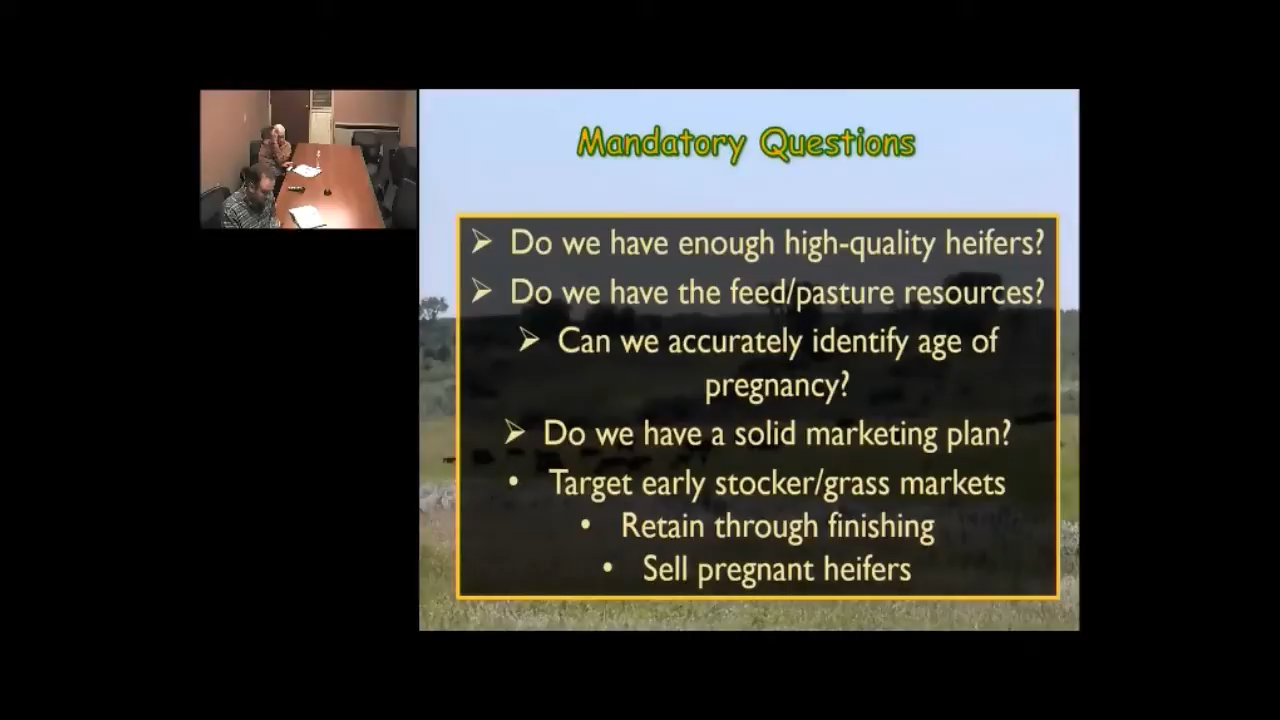 Mandatory Questions
➢ Do we have enough high-quality heifers?
➢ Do we have the feed/pasture resources?
➢ Can we accurately identify age of
pregnancy?
➢ Do we have a solid marketing plan?
• Target early stocker/grass markets
• Retain through finishing
• Sell pregnant heifers